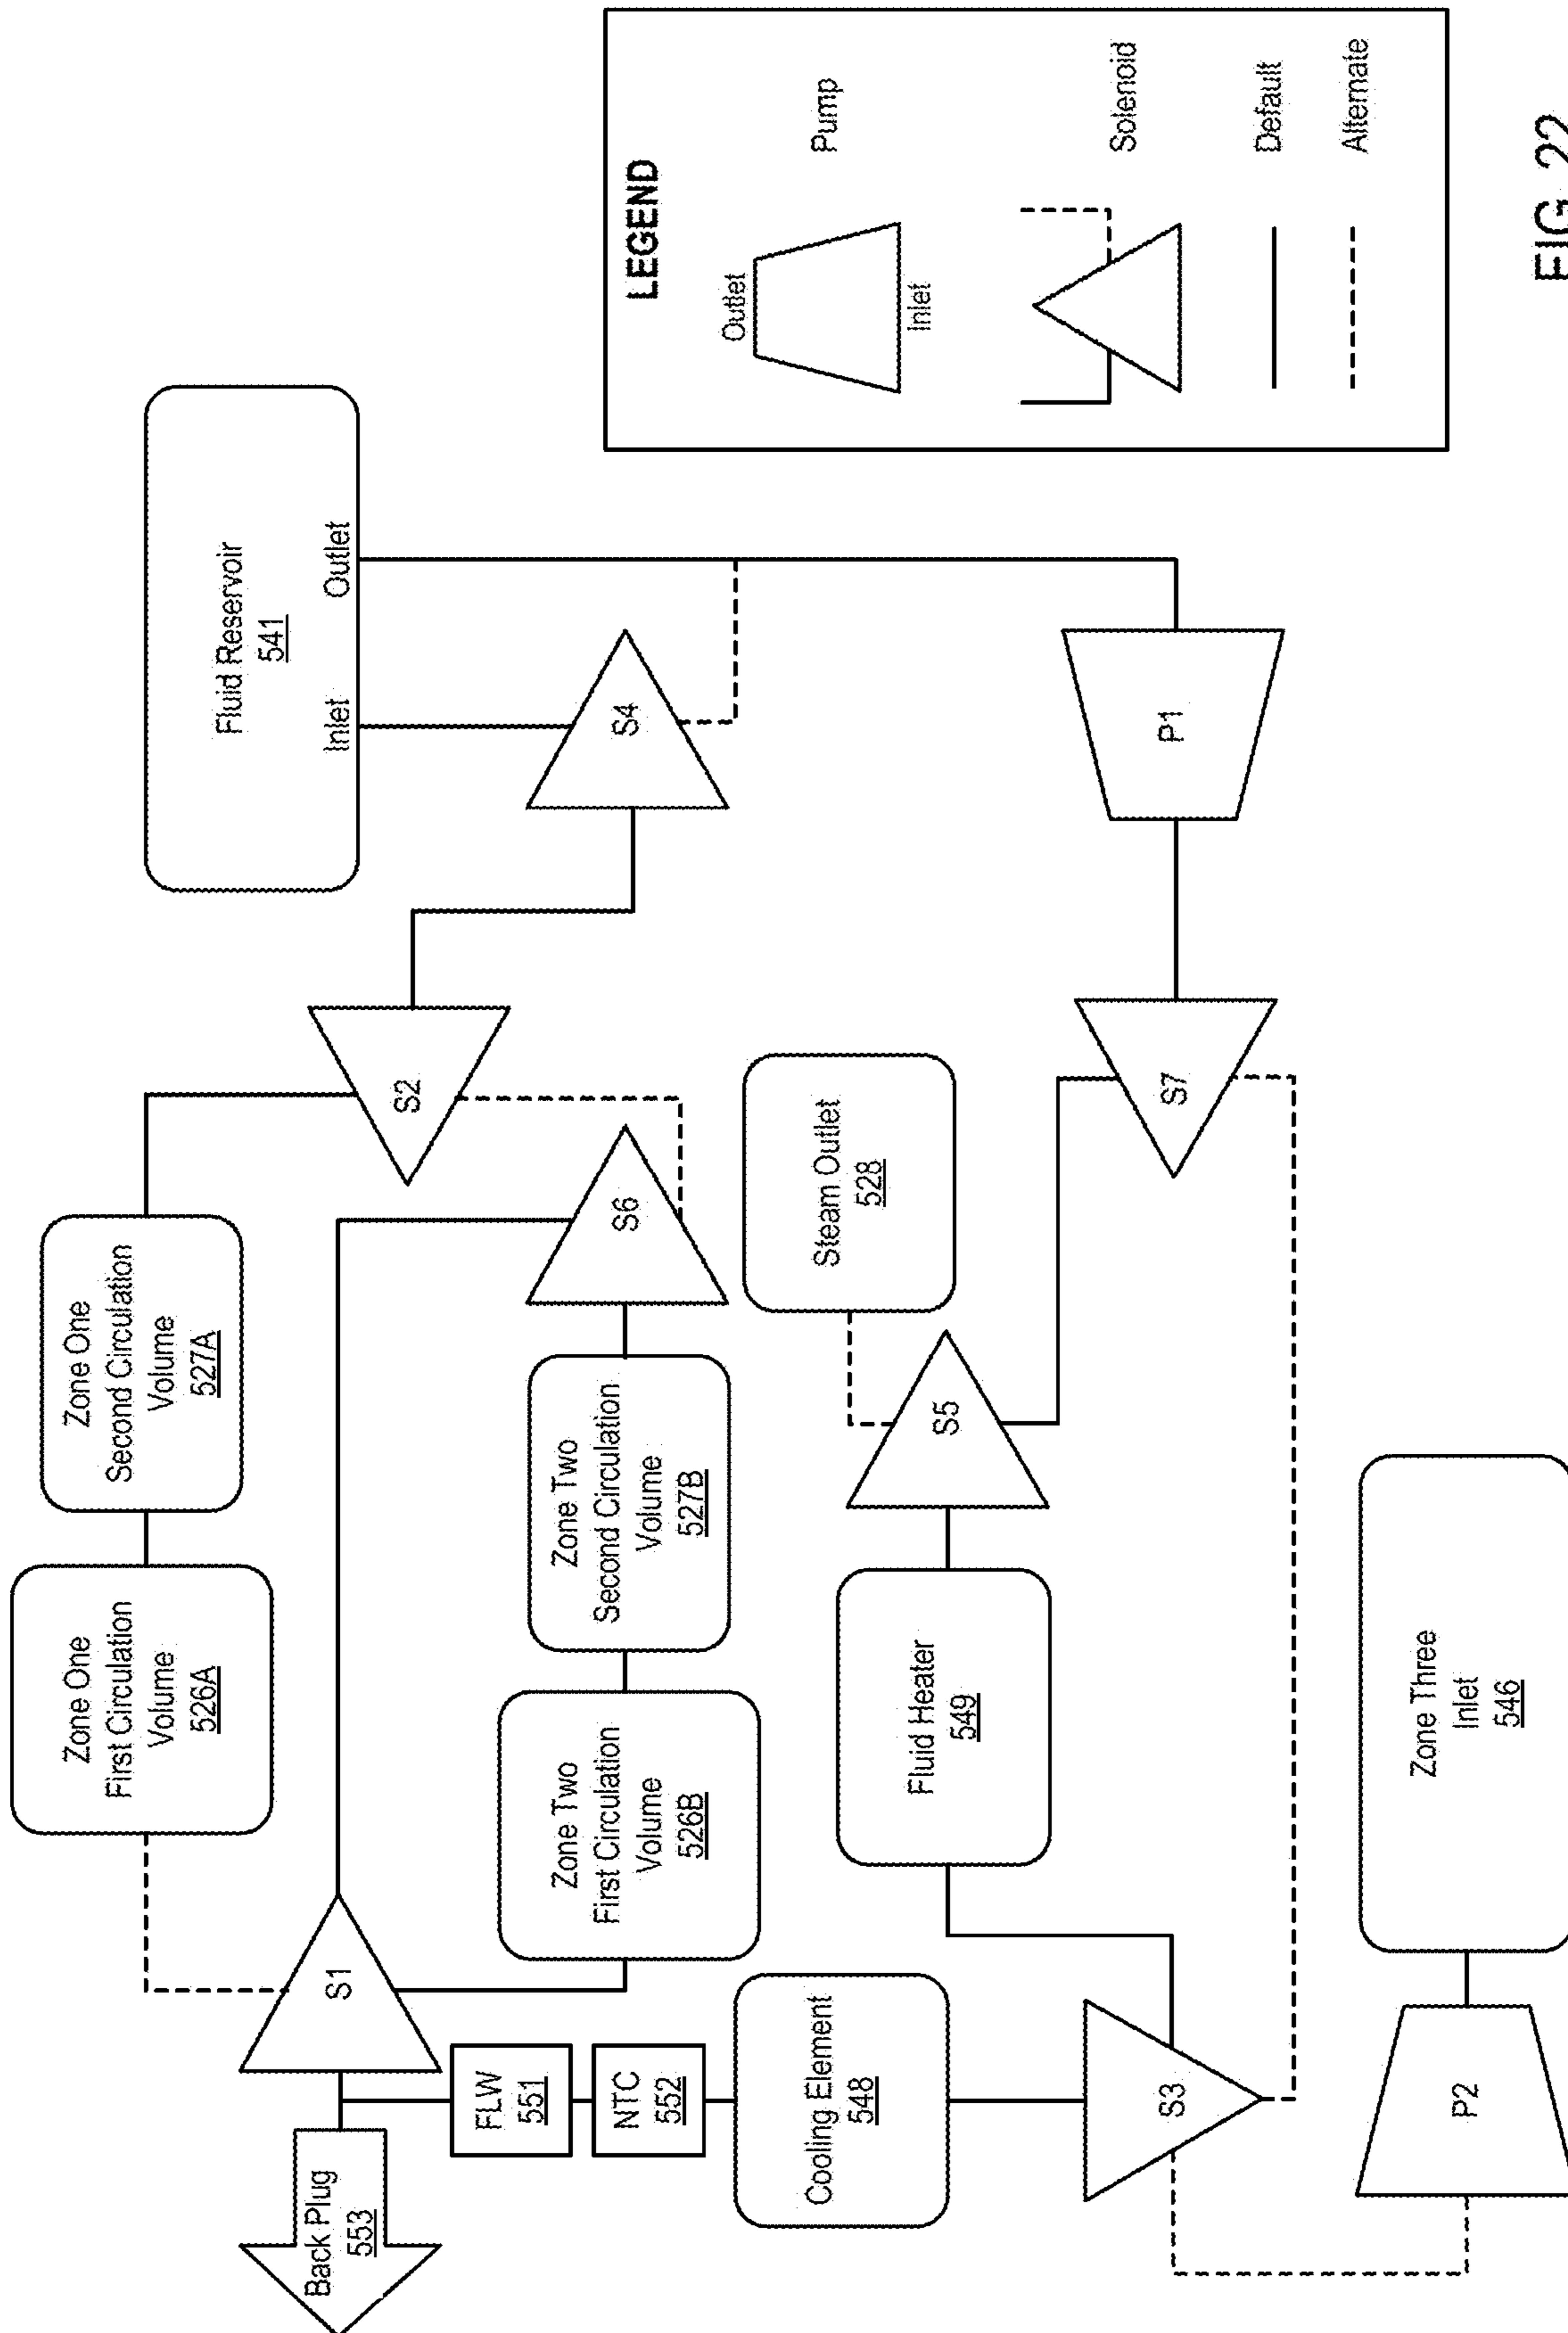 Back Plug
553
FLW
551
NTC
552
S1
Zone One
First Circulation
Volume
526A
Zone One
Second Circulation
Volume
527A
S2
Fluid Reservoir
541
Inlet
Outlet
S4
Zone Two
First Circulation
Volume
526B
Zone Two
Second Circulation
Volume
527B
S6
Cooling Element
548
Fluid Heater
549
S5
Steam Outlet
528
S3
S7
P1
P2
Zone Three
Inlet
546
LEGEND
Outlet
Inlet
Pump
Solenoid
Default
Alternate
FIG. 22